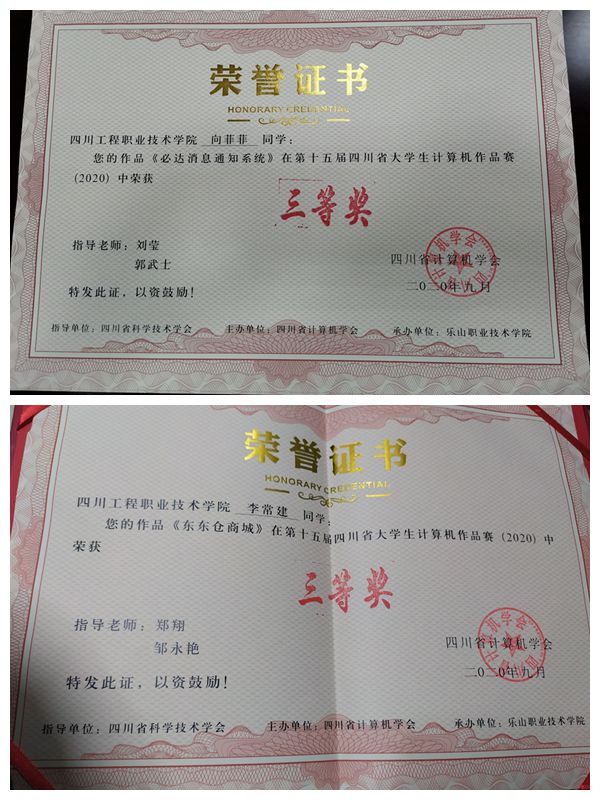 荣誉证书
HONORARY CREDENTIAL
四川工程职业技术学院 向菲菲 同学：
您的作品《必达消息通知系统》在第十五届四川省大学生计算机作品赛
(2020) 中荣获
三等奖
指导老师：刘莹
郭武士
四川省计算机学会
二〇二〇年九月
特发此证，以资鼓励！
指导单位：四川省科学技术学会 主办单位：四川省计算机学会 承办单位：乐山职业技术学院
荣誉证书
HONORARY CREDENTIAL
四川工程职业技术学院 李常建 同学：
您的作品《东东仓商城》在第十五届四川省大学生计算机作品赛 (2020) 中
荣获
三等奖
指导老师：郑翔
邹永艳
四川省计算机学会
二〇二〇年九月
特发此证，以资鼓励！
指导单位：四川省科学技术学会 主办单位：四川省计算机学会 承办单位：乐山职业技术学院